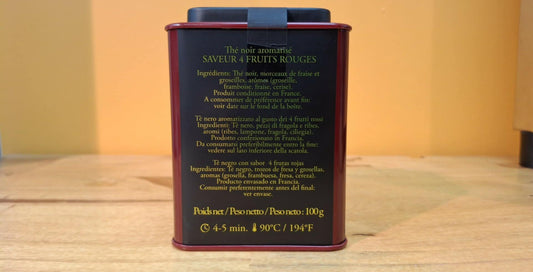 Thé noir aromatisé
SAVEUR 4 FRUITS ROUGES
Ingrédients: Thé noir, morceaux de fraise et
groseilles, arômes (groseille,
framboise, fraise, cerise).
Produit conditionné en France.
A consommer de préférence avant fin:
voir date sur le fond de la boîte.
Tè nero aromatizzato al gusto dei 4 frutti rossi
Ingredienti: Tè nero, pezzi di fragola e ribes,
aromi (ribes, lampone, fragola, ciliegia).
Prodotto confezionato in Francia.
Da consumarsi preferibilmente entro la fine:
vedere sul lato inferiore della scatola.
Té negro con sabor 4 frutas rojas
Ingredientes: Té negro, trozos de fresa y grosellas,
aromas (grosella, frambuesa, fresa, cereza).
Producto envasado en Francia.
Consumir preferentemente antes del final:
ver envase.
Poids net / Peso netto / Peso neto : 100 g
4-5 min. 90°C / 194°F